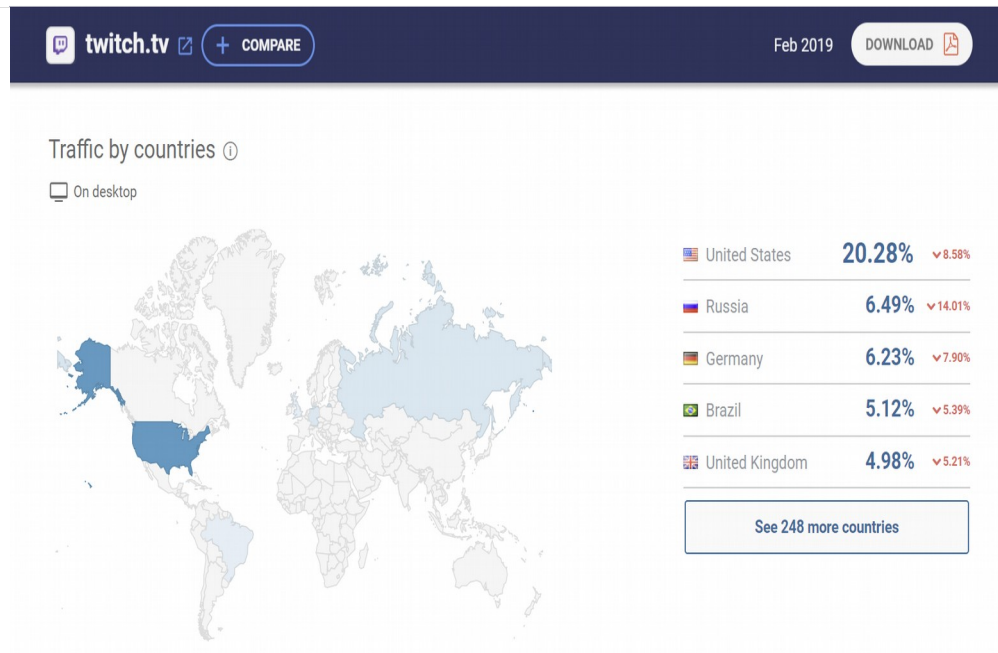 twitch.tv + COMPARE Feb 2019 DOWNLOAD
Traffic by countries
On desktop
United States 20.28% 8.58%
Russia 6.49% 14.01%
Germany 6.23% 7.90%
Brazil 5.12% 5.39%
United Kingdom 4.98% 5.21%
See 248 more countries